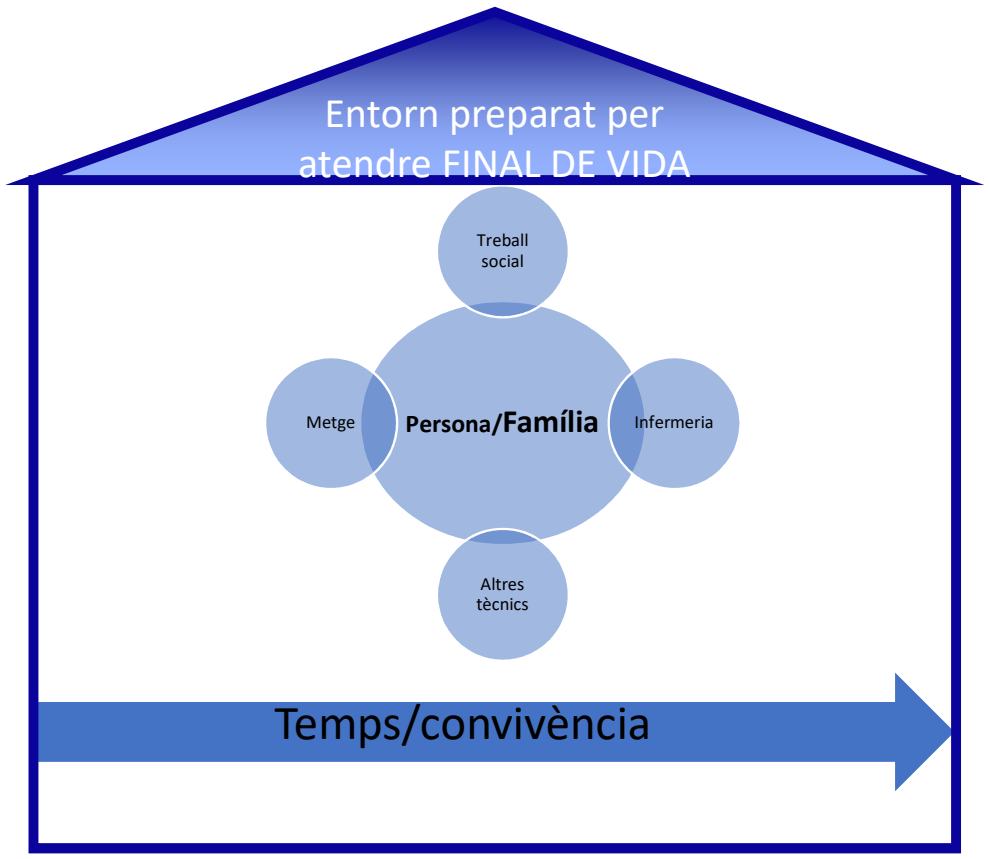 Entorn preparat per
atendre FINAL DE VIDA
Treball
social
Metge
Persona/Família
Infermeria
Altres
tècnics
Temps/convivència